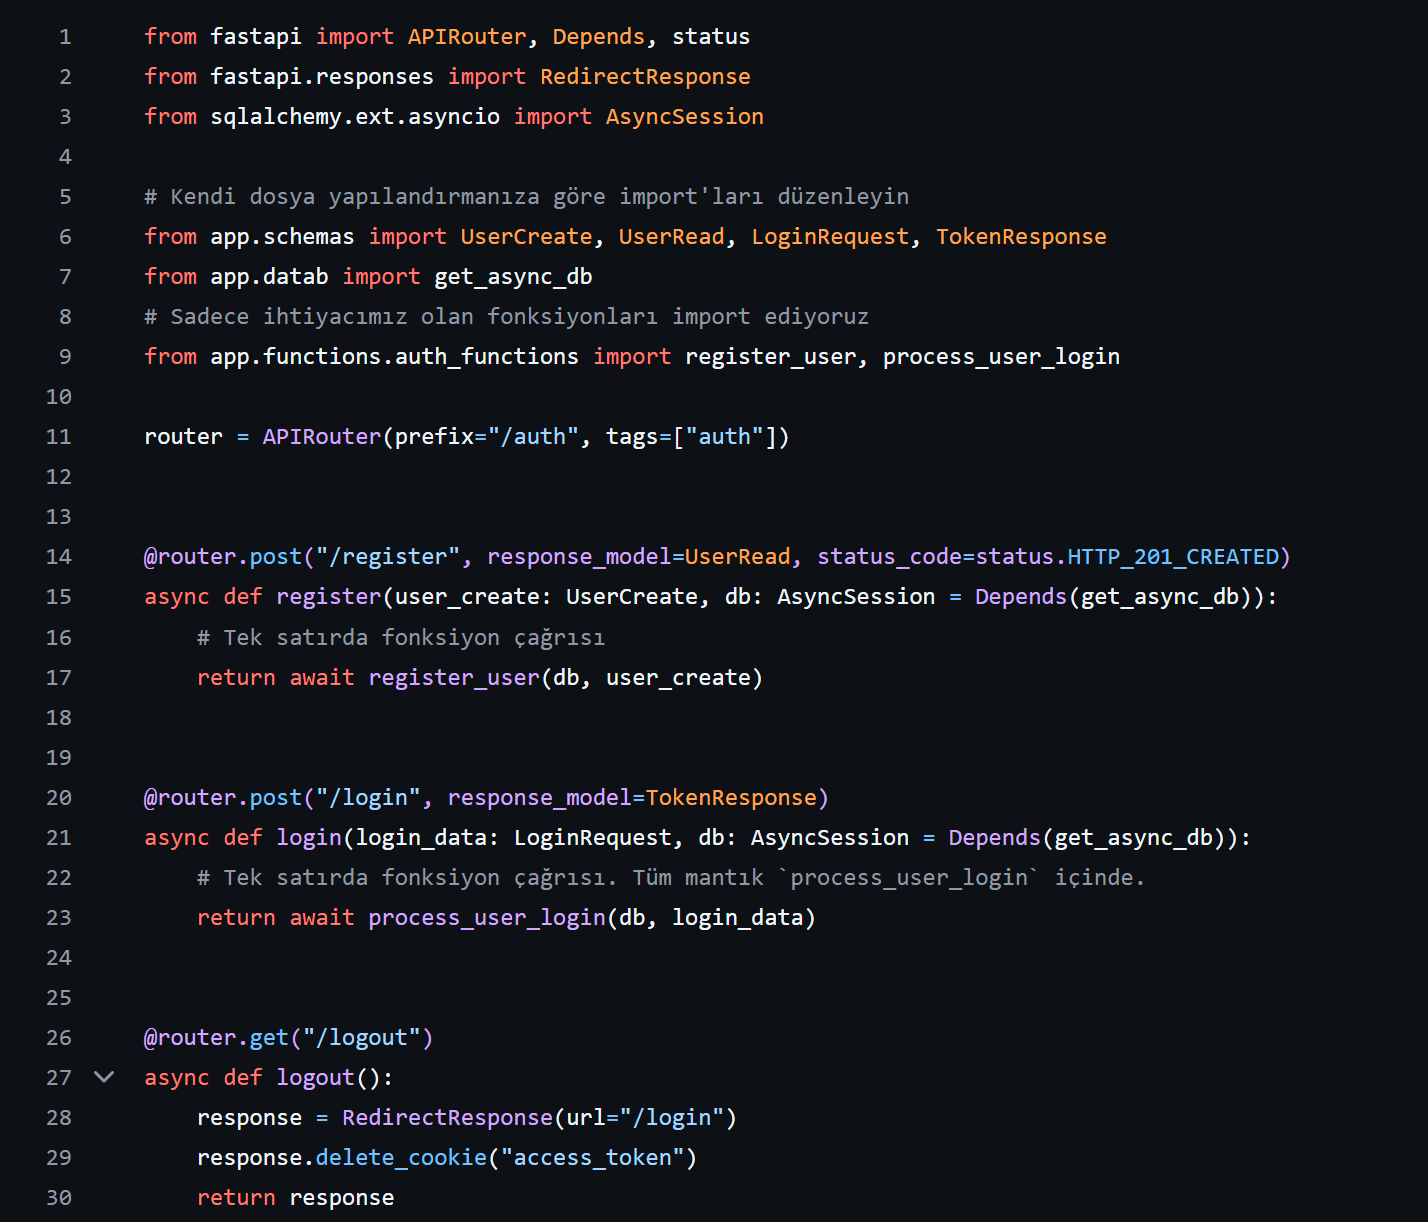 1 from fastapi import APIRouter, Depends, status
2 from fastapi.responses import RedirectResponse
3 from sqlalchemy.ext.asyncio import AsyncSession
4
5 # Kendi dosya yapılandırmanıza göre import'ları düzenleyin
6 from app.schemas import UserCreate, UserRead, LoginRequest, TokenResponse
7 from app.datab import get_async_db
8 # Sadece ihtiyacımız olan fonksiyonları import ediyoruz
9 from app.functions.auth_functions import register_user, process_user_login
10
11 router = APIRouter(prefix="/auth", tags=["auth"])
12
13
14 @router.post("/register", response_model=UserRead, status_code=status.HTTP_201_CREATED)
15 async def register(user_create: UserCreate, db: AsyncSession = Depends(get_async_db)):
16     # Tek satırda fonksiyon çağrısı
17     return await register_user(db, user_create)
18
19
20 @router.post("/login", response_model=TokenResponse)
21 async def login(login_data: LoginRequest, db: AsyncSession = Depends(get_async_db)):
22     # Tek satırda fonksiyon çağrısı. Tüm mantık `process_user_login` içinde.
23     return await process_user_login(db, login_data)
24
25
26 @router.get("/logout")
27 async def logout():
28     response = RedirectResponse(url="/login")
29     response.delete_cookie("access_token")
30     return response